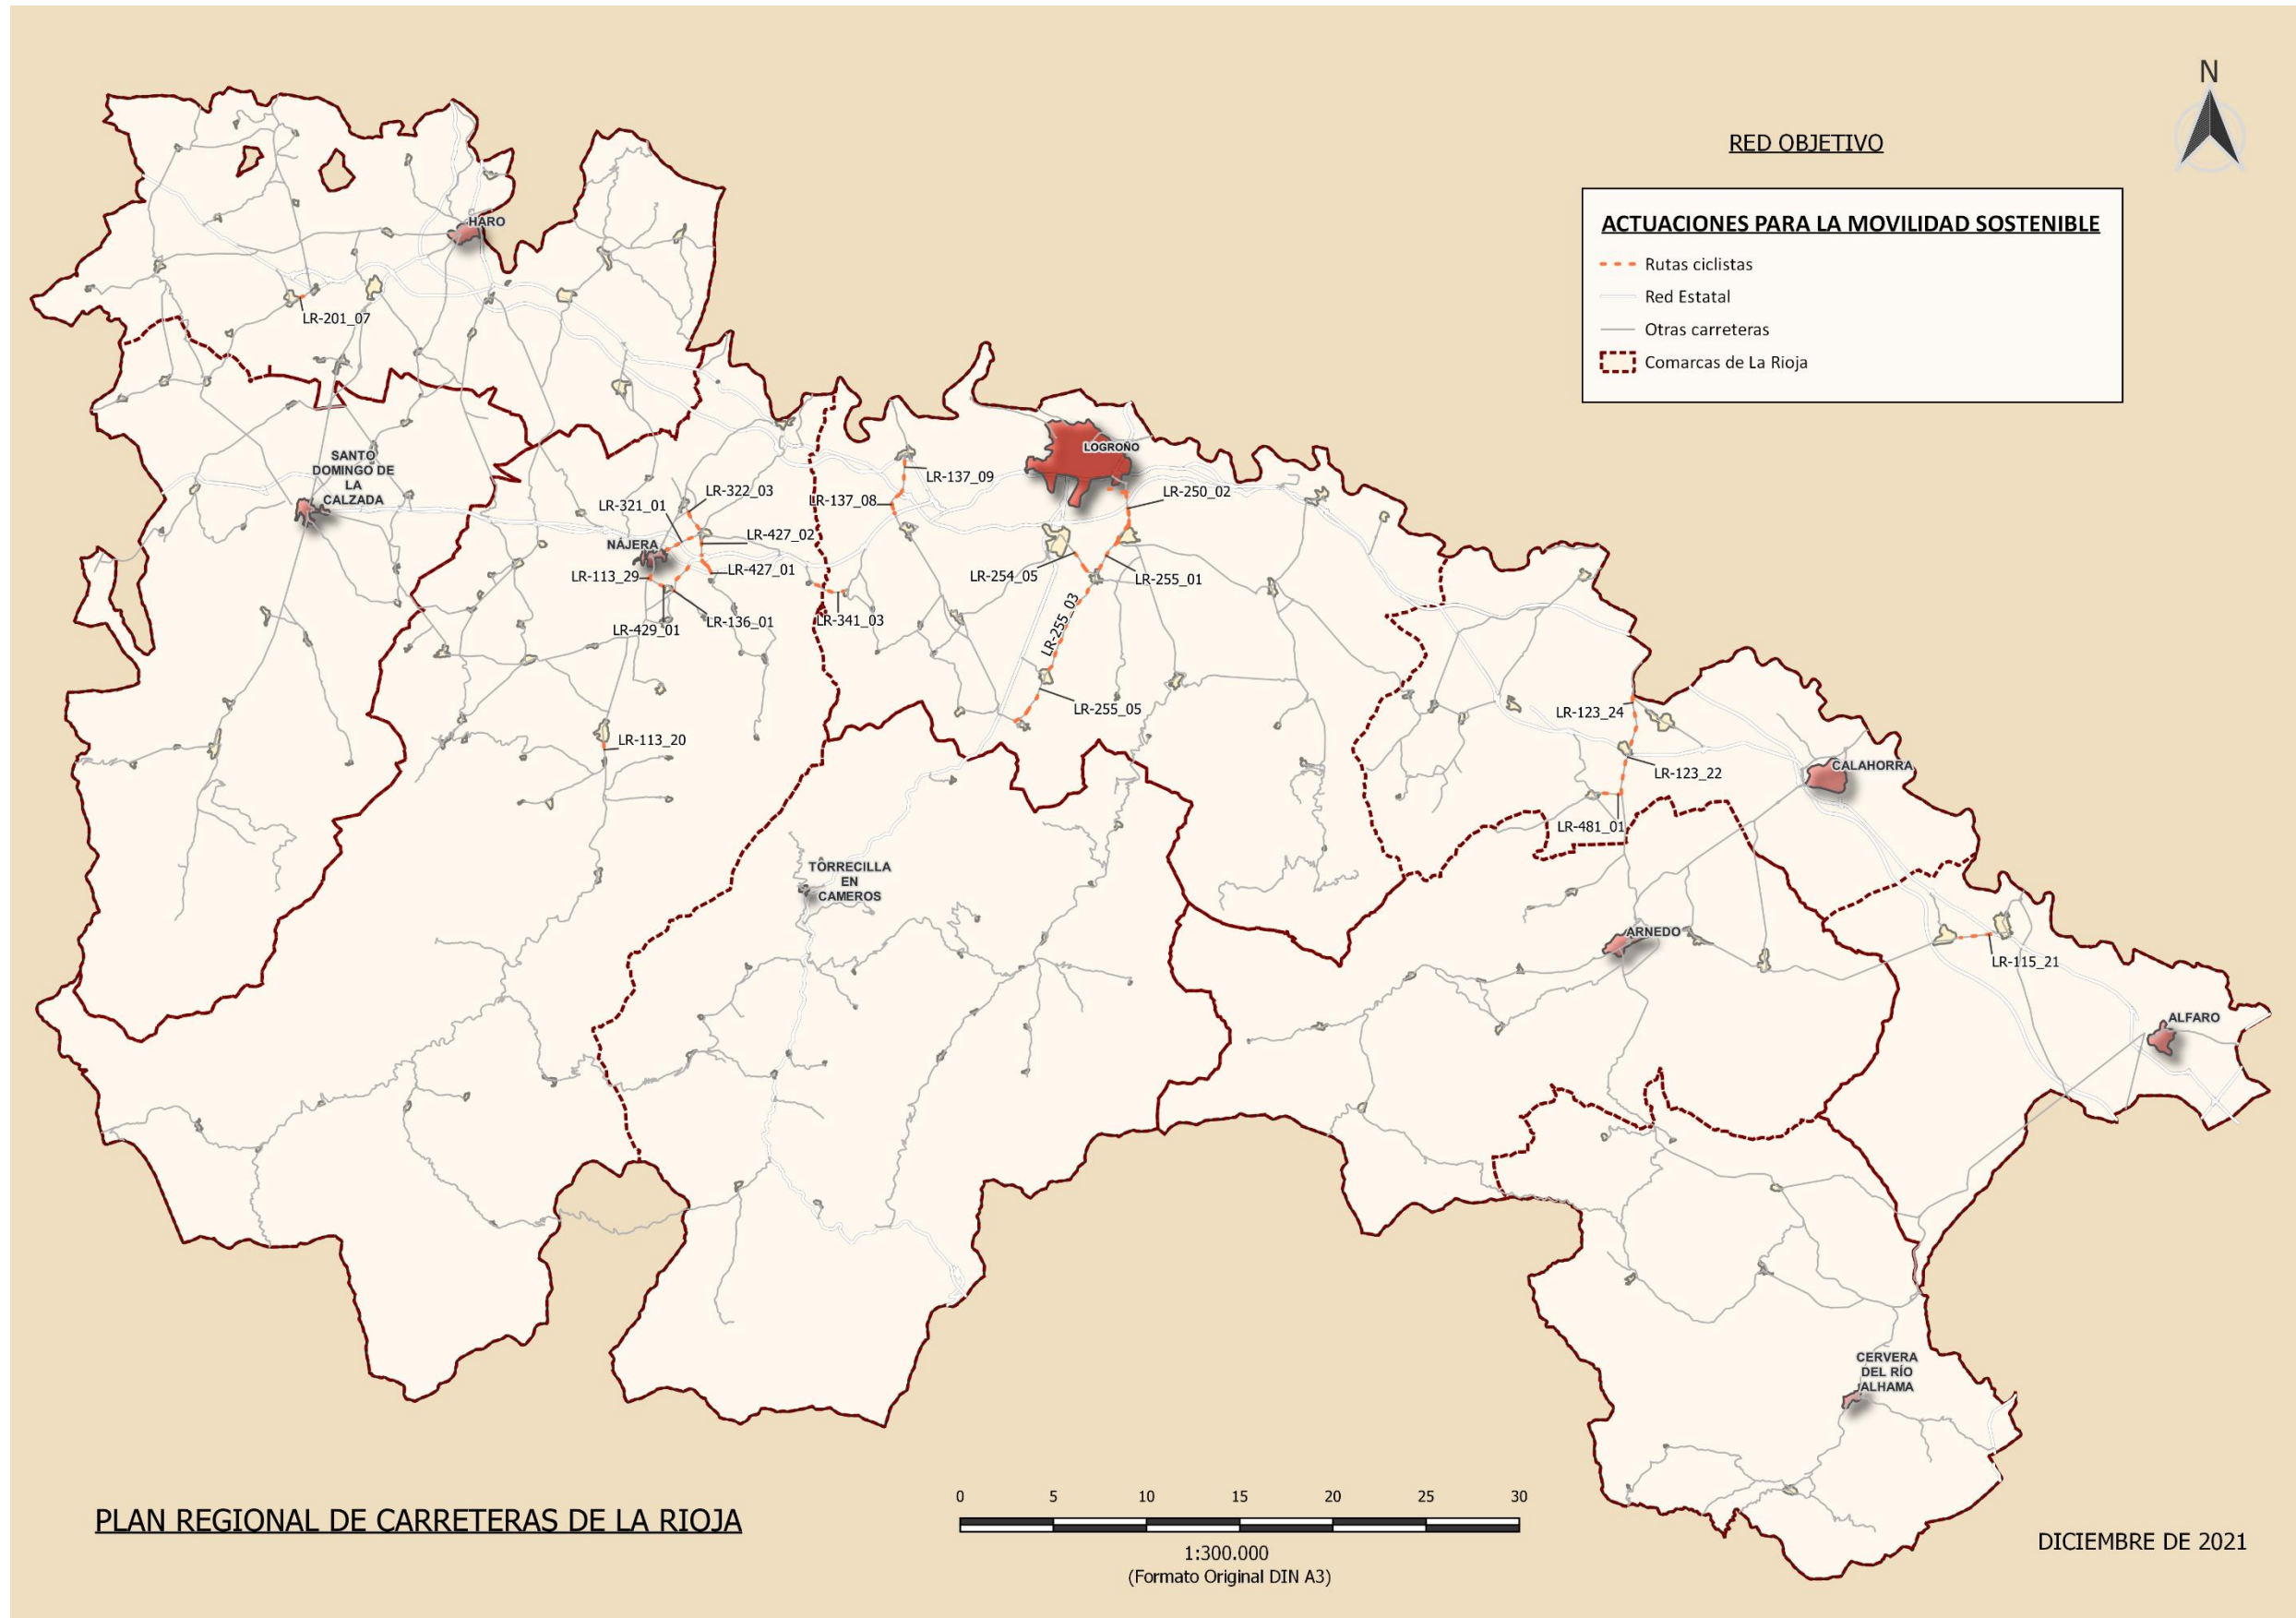 N
RED OBJETIVO
ACTUACIONES PARA LA MOVILIDAD SOSTENIBLE
Rutas ciclistas
Red Estatal
Otras carreteras
Comarcas de La Rioja
HARO
LR-201_07
SANTO
DOMINGO DE
LA
CALZADA
LOGROÑO
LR-137_09
LR-322_03
LR-321_01
LR-137_08
LR-250_02
LR-427_02
NÁJERA
LR-427_01
LR-113_29
LR-254_05
LR-255_01
LR-136_01
LR-341_03
LR-429_01
LR-255_03
LR-255_05
LR-113_20
LR-123_24
LR-123_22
CALAHORRA
LR-481_01
TORRECILLA
EN
CAMEROS
ARNEDO
LR-115_21
ALFARO
CERVERA
DEL RÍO
ALHAMA
0 5 10 15 20 25 30
1:300.000
(Formato Original DIN A3)
PLAN REGIONAL DE CARRETERAS DE LA RIOJA
DICIEMBRE DE 2021